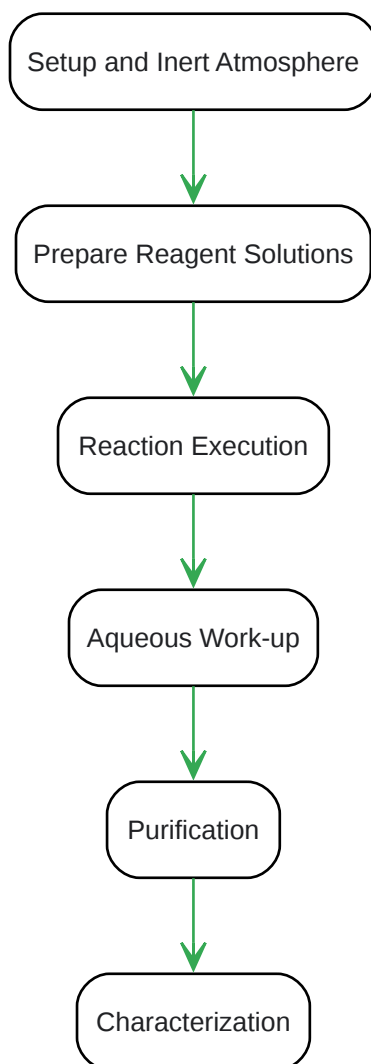 Setup and Inert Atmosphere
Prepare Reagent Solutions
Reaction Execution
Aqueous Work-up
Purification
Characterization